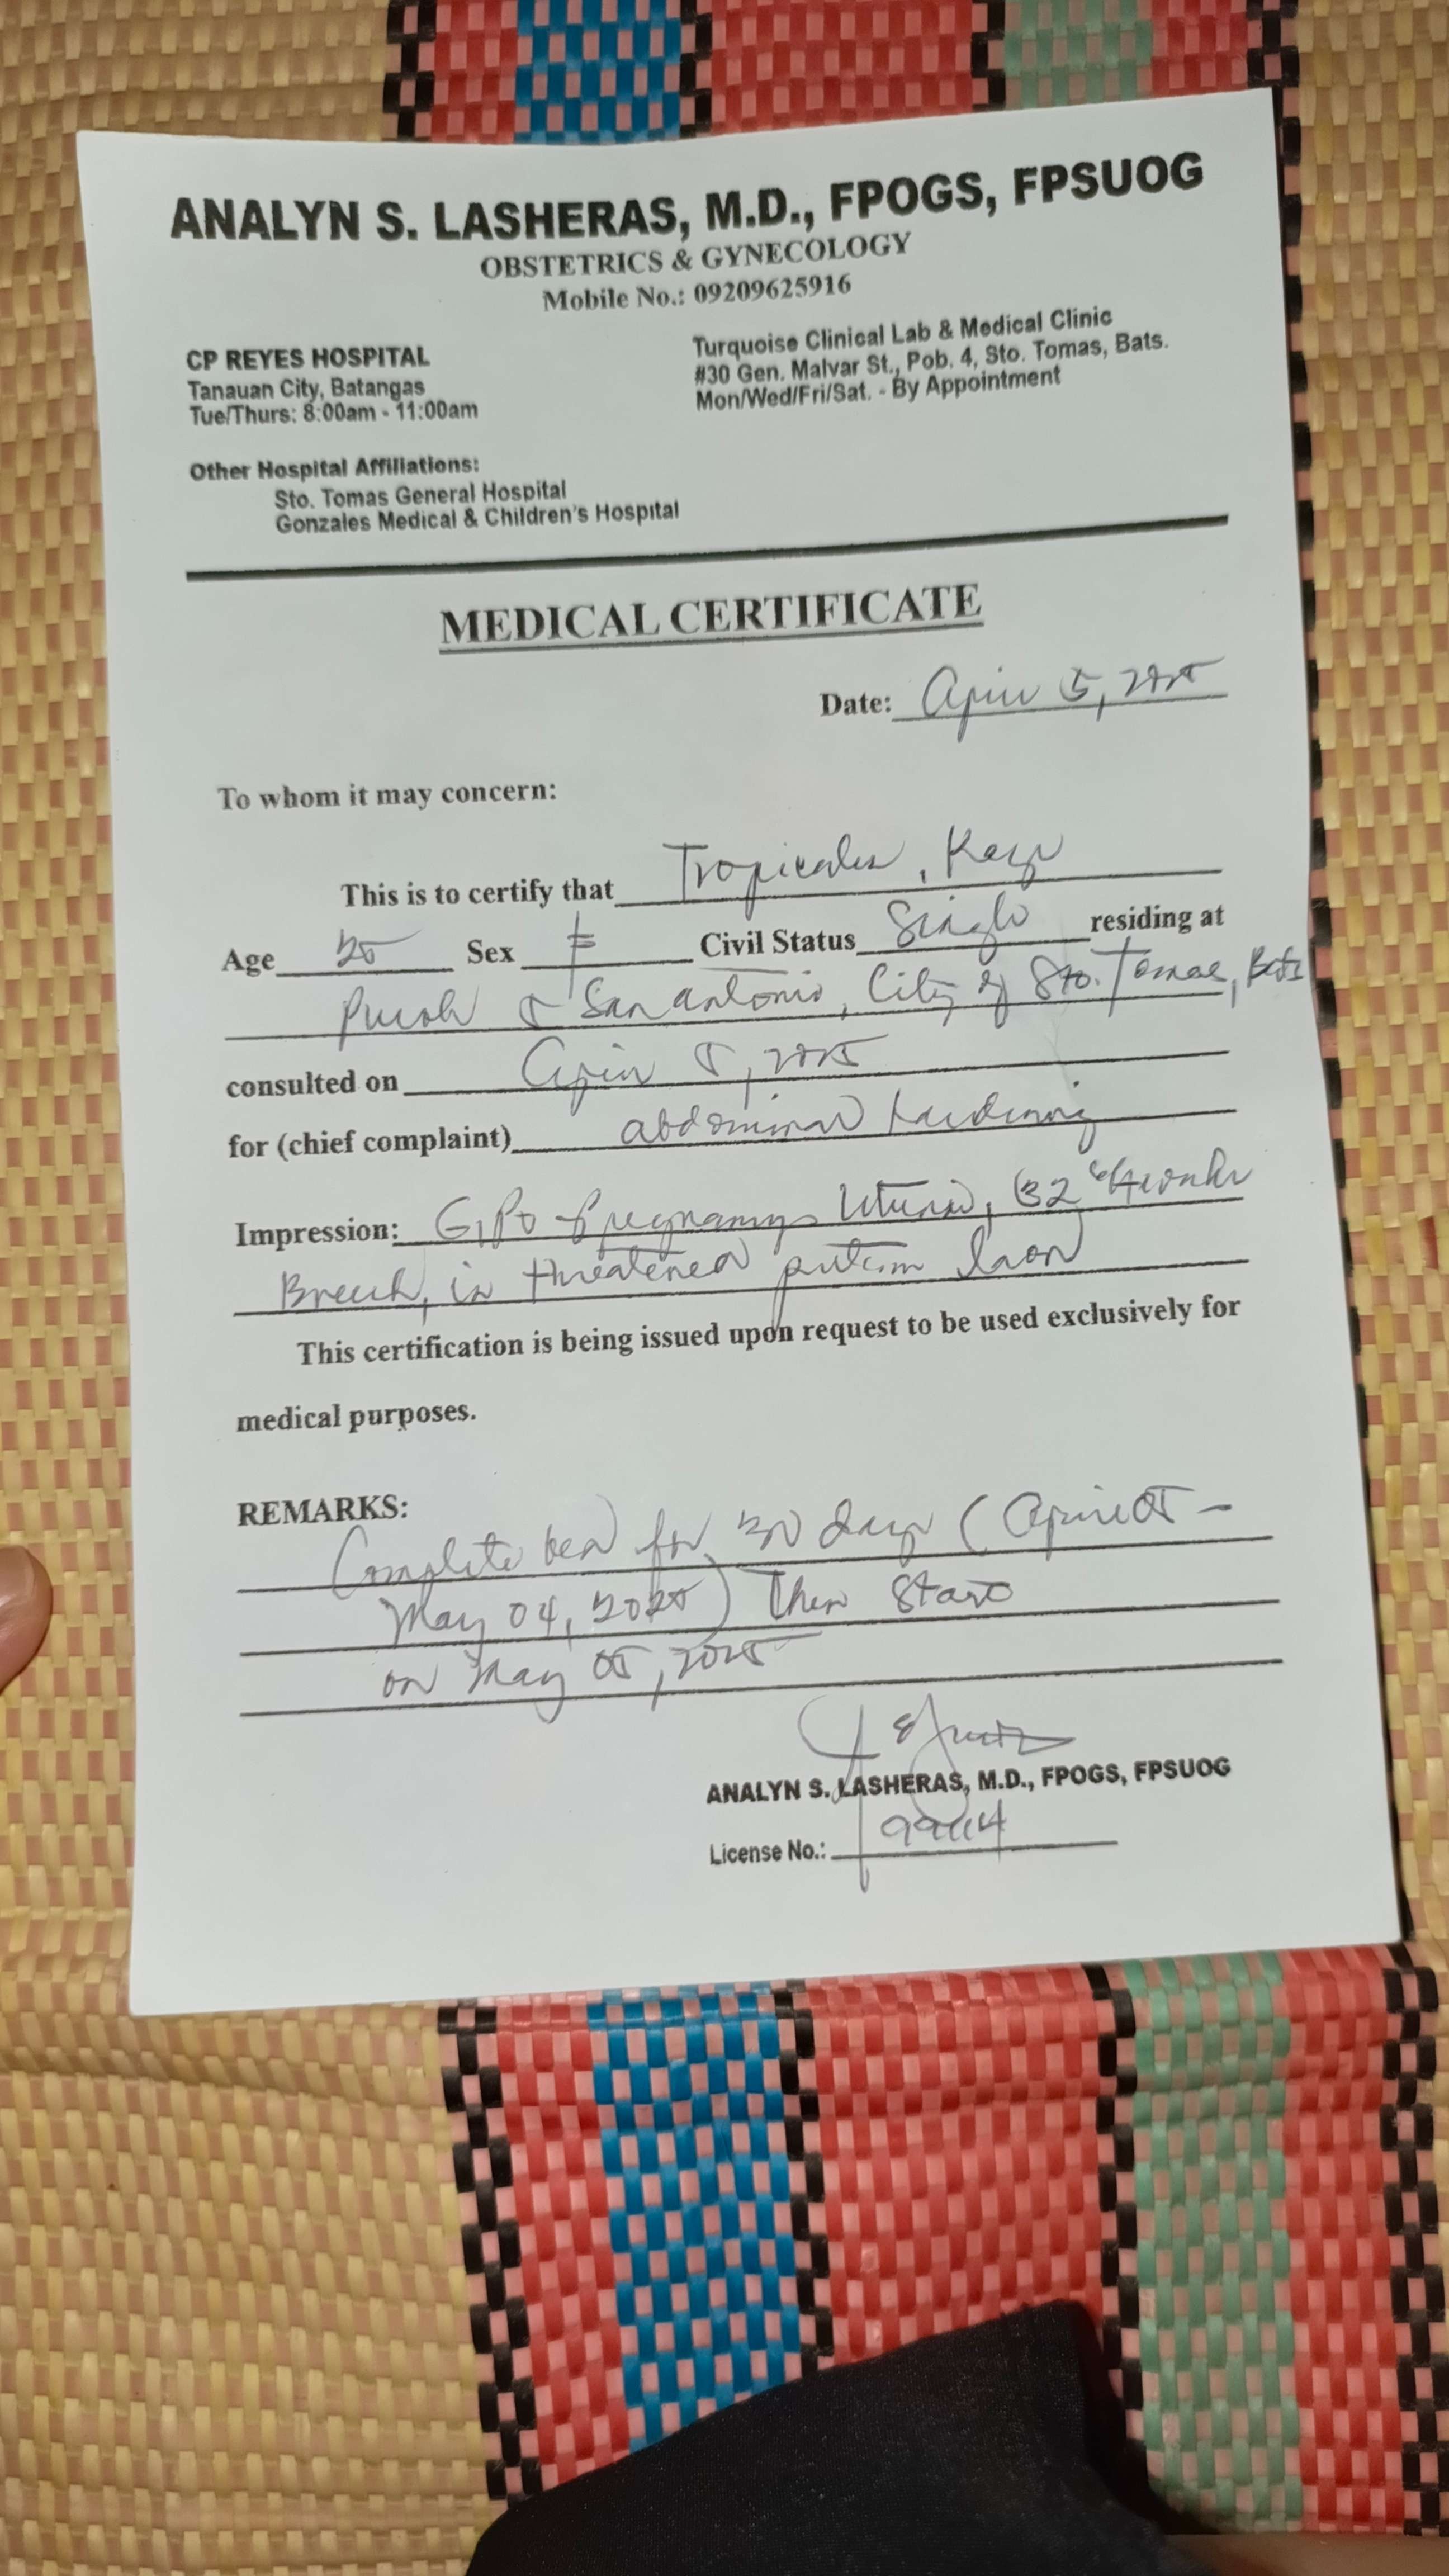 ANALYN S. LASHERAS, M.D., FPOGS, FPSUOG
OBSTETRICS & GYNECOLOGY
Mobile No.: 09209625916
CP REYES HOSPITAL
Tanauan City, Batangas
Tue/Thurs: 8:00am - 11:00am
Turquoise Clinical Lab & Medical Clinic
#30 Gen. Malvar St., Pob. 4, Sto. Tomas, Bats.
Mon/Wed/Fri/Sat. - By Appointment
Other Hospital Affiliations:
Sto. Tomas General Hospital
Gonzales Medical & Children's Hospital
MEDICAL CERTIFICATE
Date: April 5, 2025
To whom it may concern:
This is to certify that Tropicales,
Age Sex F Civil Status Single residing at
Purok 5 San Antonio, City of Sto. Tomas, Bats
consulted on April 5, 2025
for (chief complaint) abdominal hardening
Impression: G1P0 Pregnancy Uterine, 32 weeks
Breech, in threatened preterm labor
This certification is being issued upon request to be used exclusively for
medical purposes.
REMARKS:
Complete bed for 30 days (April 05 -
May 04, 2025) Then start
on May 05, 2025
ANALYN S. LASHERAS, M.D., FPOGS, FPSUOG
License No.: